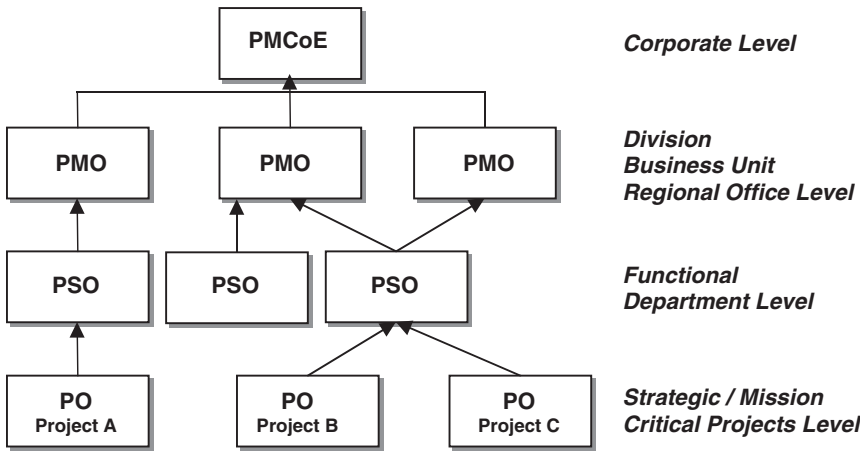 PMCoE
Corporate Level
PMO
PMO
PMO
Division
Business Unit
Regional Office Level
PSO
PSO
PSO
Functional
Department Level
PO
Project A
PO
Project B
PO
Project C
Strategic / Mission
Critical Projects Level